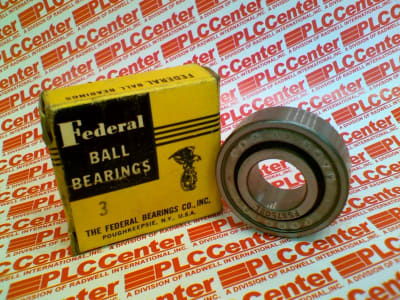 FEDERAL BALL BEARINGS
Federal
BALL
BEARINGS
3
THE FEDERAL BEARINGS CO., INC.
POUGHKEEPSIE, N.Y., U.S.A.
PLCCenter
A DIVISION OF RADWELL INTERNATIONAL, INC.